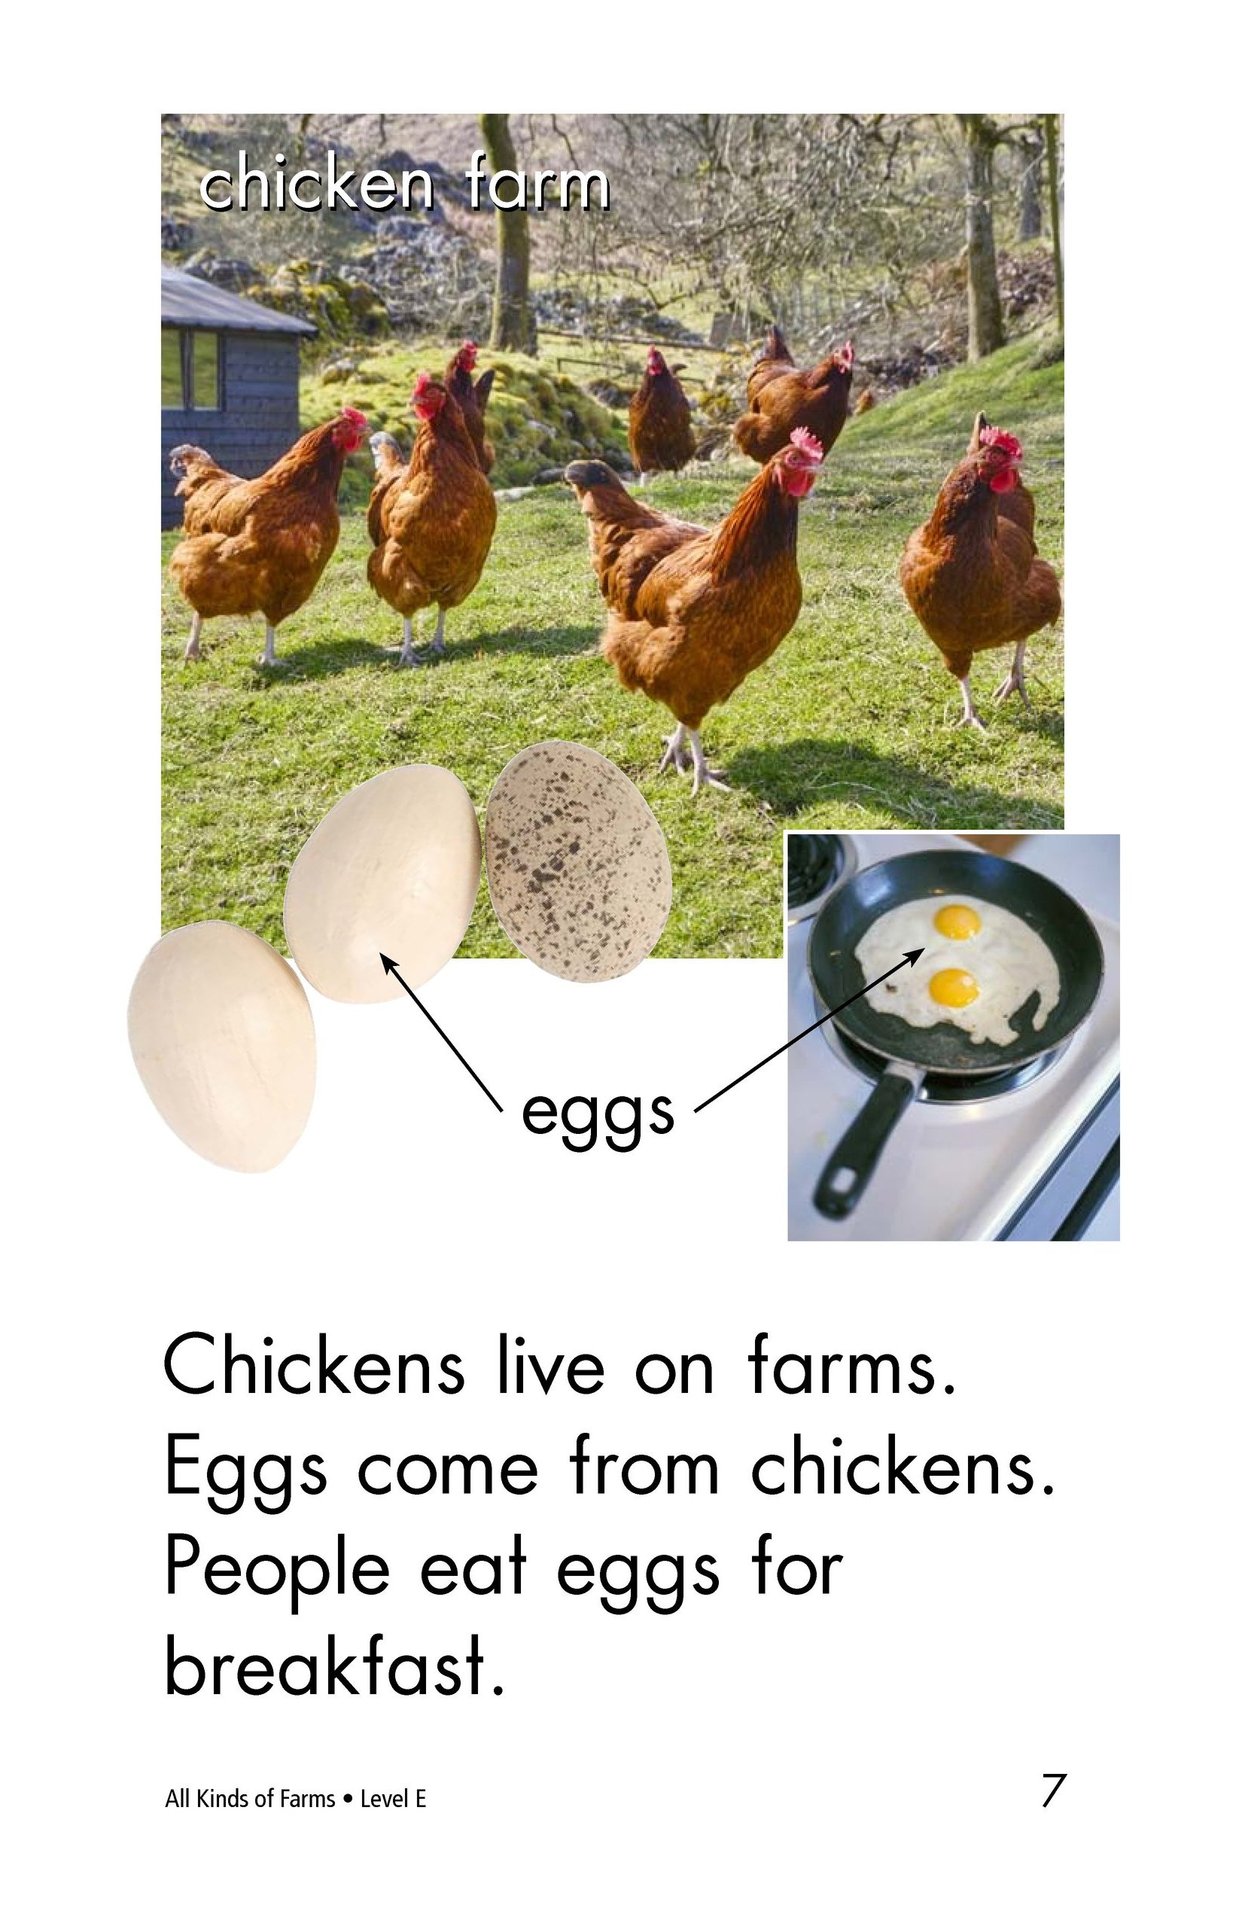 chicken farm
eggs
Chickens live on farms.
Eggs come from chickens.
People eat eggs for
breakfast.
All Kinds of Farms • Level E
7